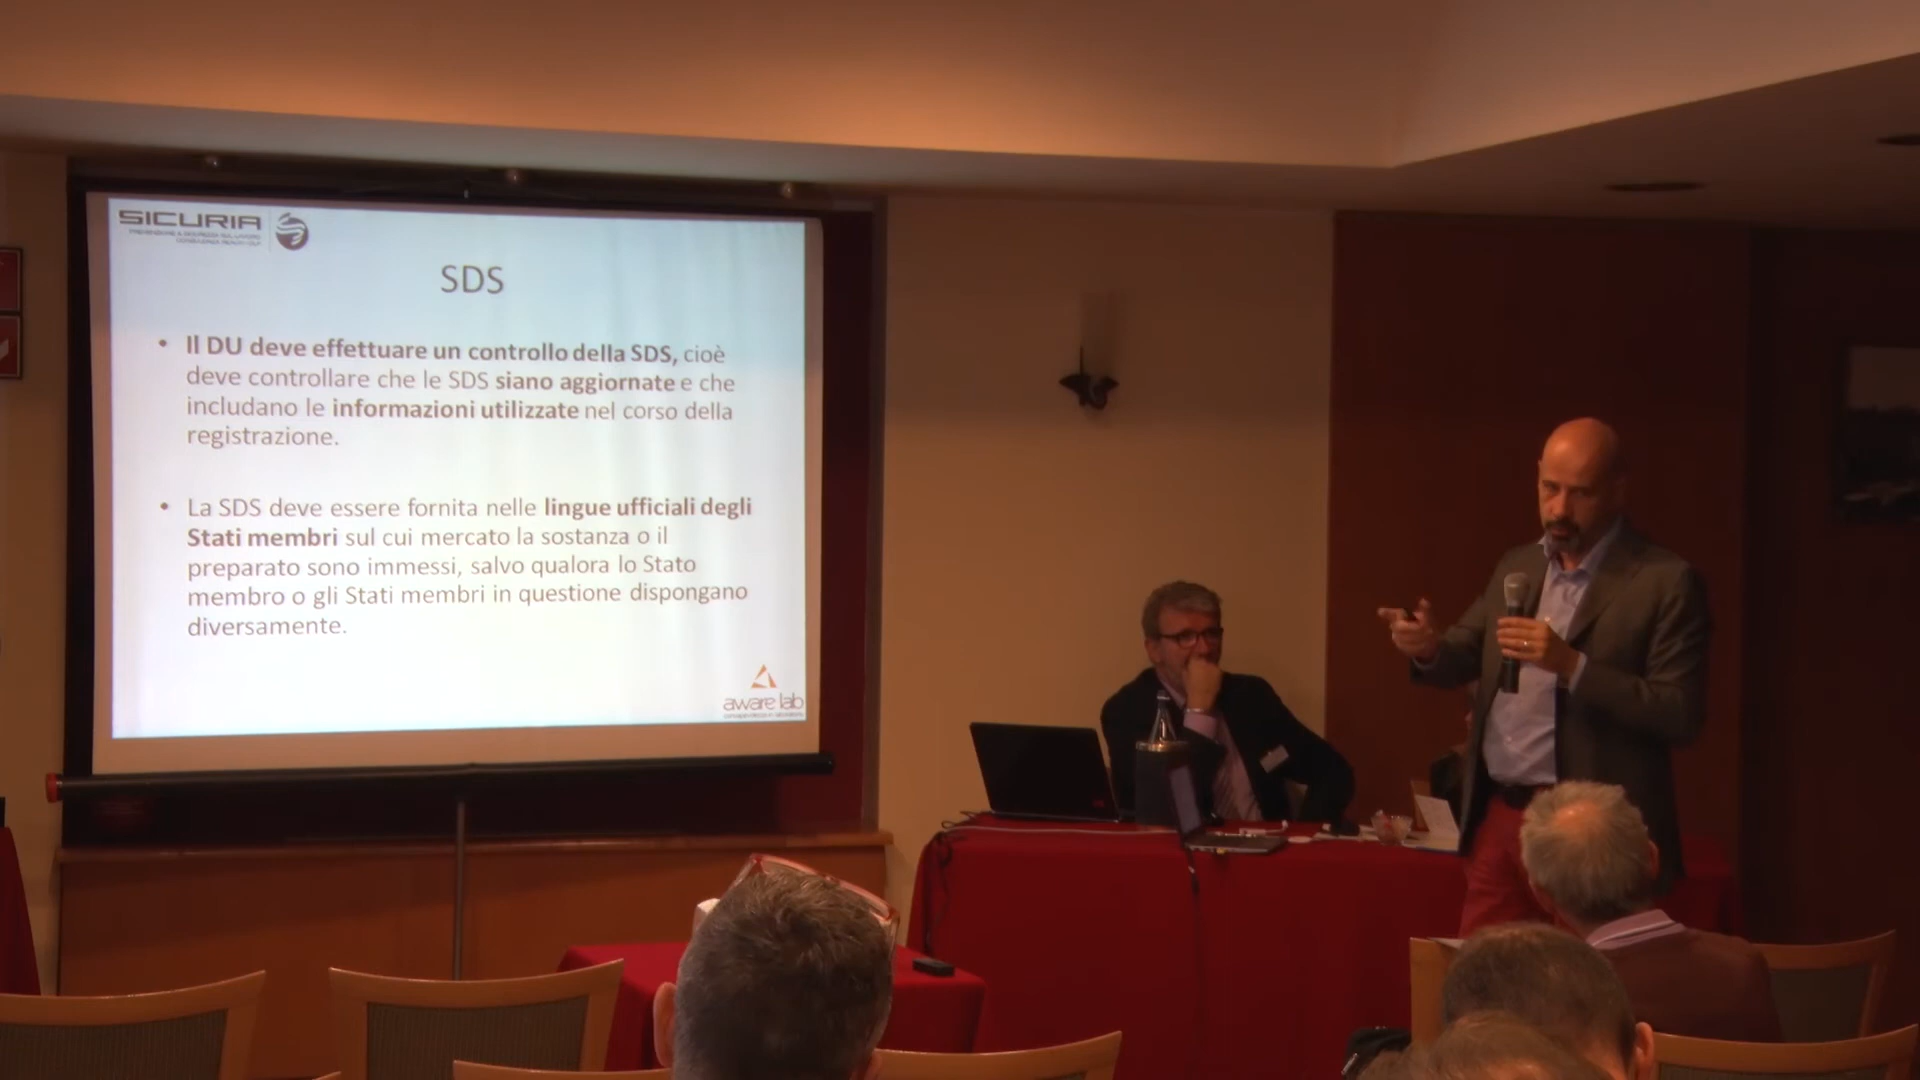 SICURIA
SDS
• Il DU deve effettuare un controllo della SDS, cioè
deve controllare che le SDS siano aggiornate e che
includano le informazioni utilizzate nel corso della
registrazione.
• La SDS deve essere fornita nelle lingue ufficiali degli
Stati membri sul cui mercato la sostanza o il
preparato sono immessi, salvo qualora lo Stato
membro o gli Stati membri in questione dispongano
diversamente.
aware lab